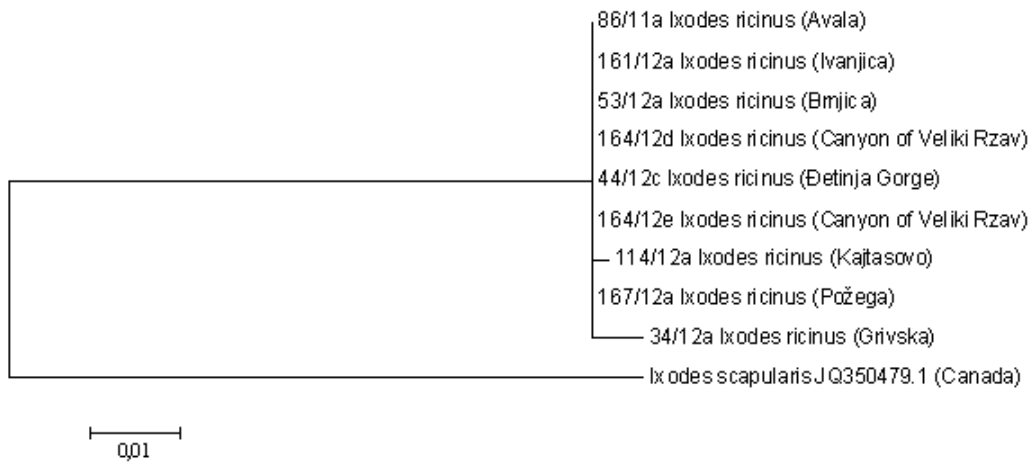 86/11a Ixodes ricinus (Avala)
161/12a Ixodes ricinus (Ivanjica)
53/12a Ixodes ricinus (Brnjica)
164/12d Ixodes ricinus (Canyon of Veliki Rzav)
44/12c Ixodes ricinus (Đetinja Gorge)
164/12e Ixodes ricinus (Canyon of Veliki Rzav)
114/12a Ixodes ricinus (Kajtasovo)
167/12a Ixodes ricinus (Požega)
34/12a Ixodes ricinus (Grivska)
Ixodes scapularis JQ350479.1 (Canada)
0,01